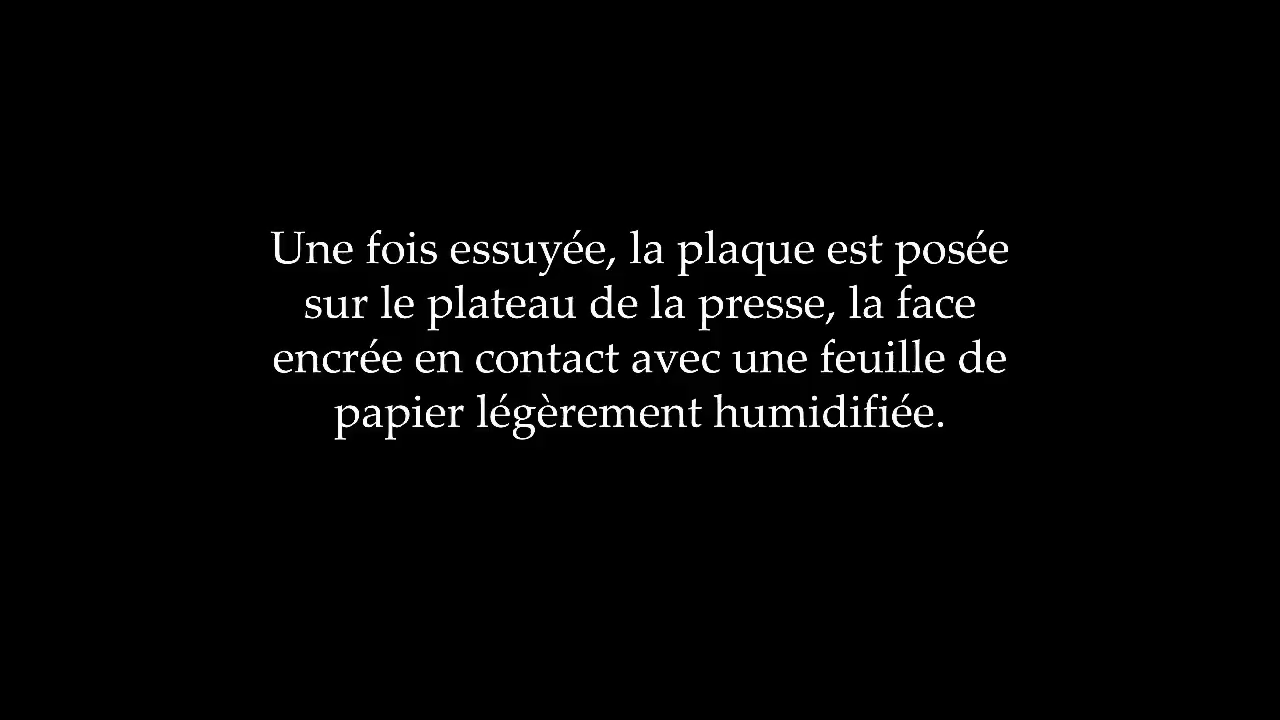 Une fois essuyée, la plaque est posée
sur le plateau de la presse, la face
encrée en contact avec une feuille de
papier légèrement humidifiée.